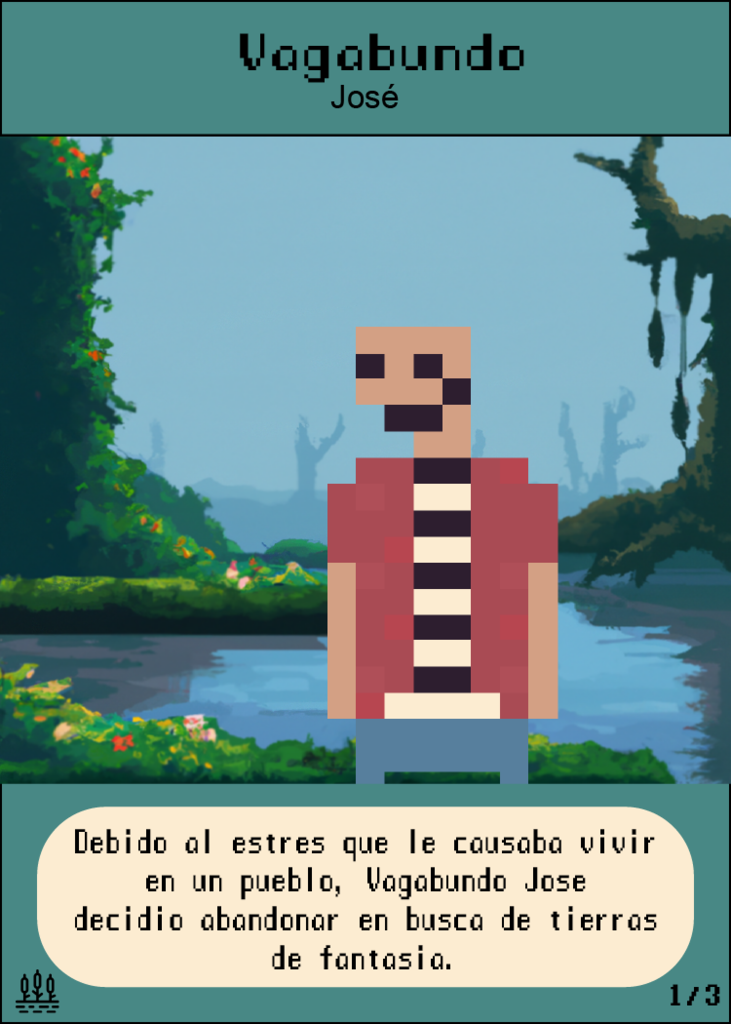 Vagabundo
José
Debido al estres que le causaba vivir
en un pueblo, Vagabundo Jose
decidio abandonar en busca de tierras
de fantasia.
1/3